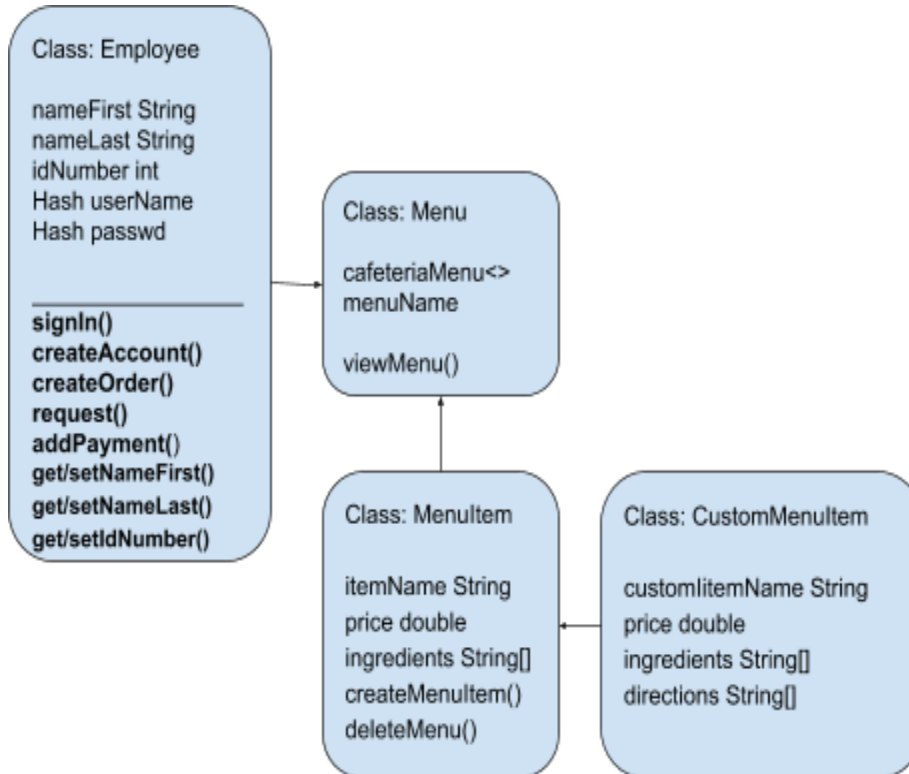 Class: Employee
nameFirst String
nameLast String
idNumber int
Hash userName
Hash passwd
signIn()
createAccount()
createOrder()
request()
addPayment()
get/setNameFirst()
get/setNameLast()
get/setIdNumber()
Class: Menu
cafeteriaMenu<>
menuName
viewMenu()
Class: MenuItem
itemName String
price double
ingredients String[]
createMenuItem()
deleteMenu()
Class: CustomMenuItem
customIitemName String
price double
ingredients String[]
directions String[]